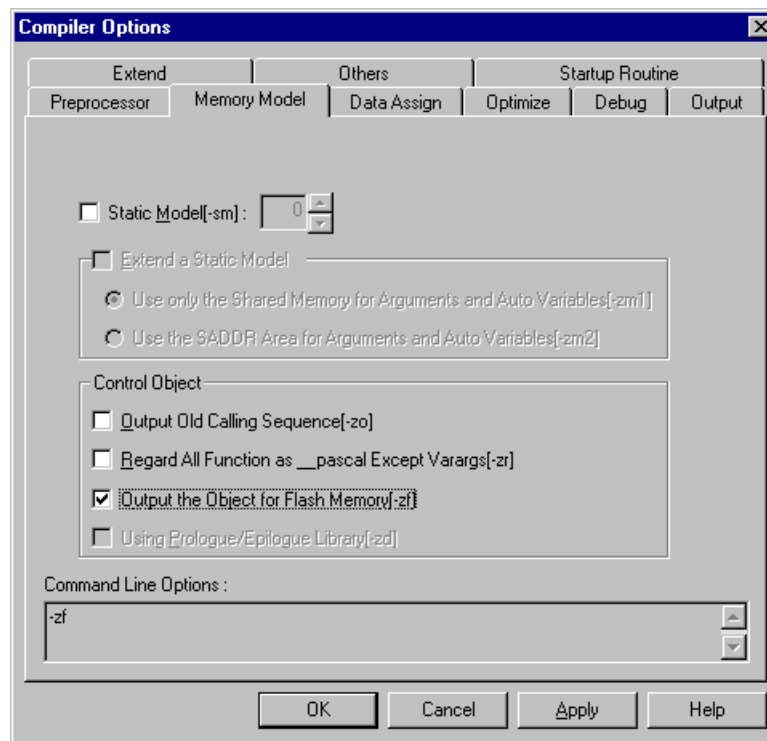 Compiler Options
Extend Others Startup Routine
Preprocessor Memory Model Data Assign Optimize Debug Output
Static Model[-sm] : 0
Extend a Static Model
Use only the Shared Memory for Arguments and Auto Variables[-zm1]
Use the SADDR Area for Arguments and Auto Variables[-zm2]
Control Object
Output Old Calling Sequence[-zo]
Regard All Function as __pascal Except Varargs[-zr]
Output the Object for Flash Memory[-zf]
Using Prologue/Epilogue Library[-zd]
Command Line Options :
-zf
OK Cancel Apply Help